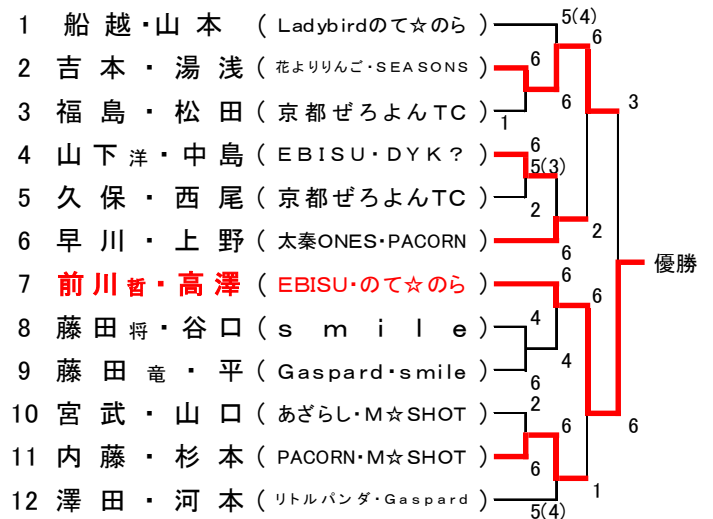 1 船越・山本 (Ladybirdのて☆のら)
2 吉本・湯浅 (花よりりんご・SEASONS)
3 福島・松田 (京都ぜろよんTC)
4 山下洋・中島 (EBISU・DYK?)
5 久保・西尾 (京都ぜろよんTC)
6 早川・上野 (太秦ONES・PACORN)
7 前川哲・高澤 (EBISU・のて☆のら)
8 藤田将・谷口 (smile)
9 藤田竜・平 (Gaspard・smile)
10 宮武・山口 (あざらし・M☆SHOT)
11 内藤・杉本 (PACORN・M☆SHOT)
12 澤田・河本 (リトルパンダ・Gaspard)
5(4)
6
6
6
1
3
6
5(3)
2
6
2
6
6
4
6
4
2
6
6
5(4)
1
6
優勝